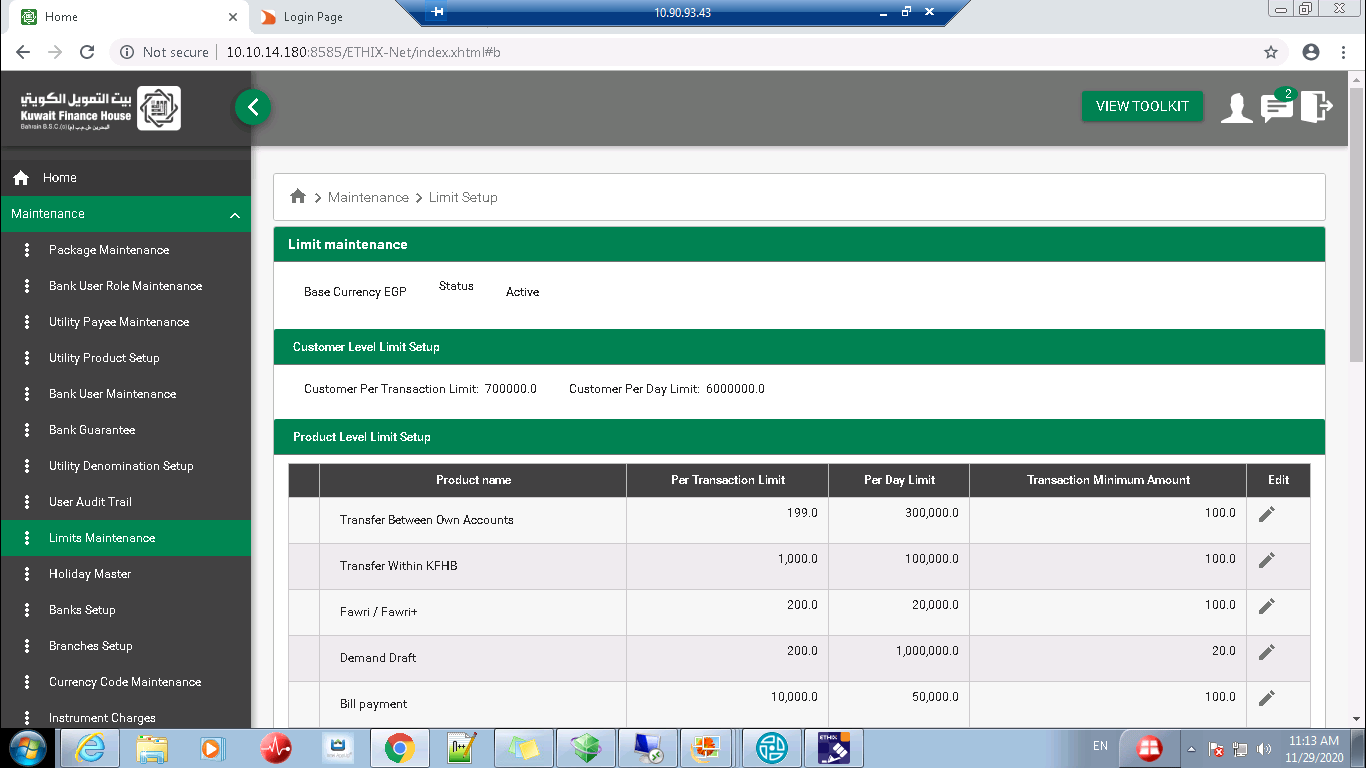 Home
Login Page
10.90.93.43
Not secure | 10.10.14.180:8585/ETHIX-Net/index.xhtml#b
بيت التمويل الكويتي
Kuwait Finance House
VIEW TOOLKIT
2
Home
Maintenance
Package Maintenance
Bank User Role Maintenance
Utility Payee Maintenance
Utility Product Setup
Bank User Maintenance
Bank Guarantee
Utility Denomination Setup
User Audit Trail
Limits Maintenance
Holiday Master
Banks Setup
Branches Setup
Currency Code Maintenance
Instrument Charges
Maintenance > Limit Setup
Limit maintenance
Base Currency EGP Status Active
Customer Level Limit Setup
Customer Per Transaction Limit: 700000.0 Customer Per Day Limit: 6000000.0
Product Level Limit Setup
Product name Per Transaction Limit Per Day Limit Transaction Minimum Amount Edit
Transfer Between Own Accounts 199.0 300,000.0 100.0
Transfer Within KFHB 1,000.0 100,000.0 100.0
Fawri / Fawri+ 200.0 20,000.0 100.0
Demand Draft 200.0 1,000,000.0 20.0
Bill payment 10,000.0 50,000.0 100.0
ETHIX
EN
11:13 AM
11/29/2020